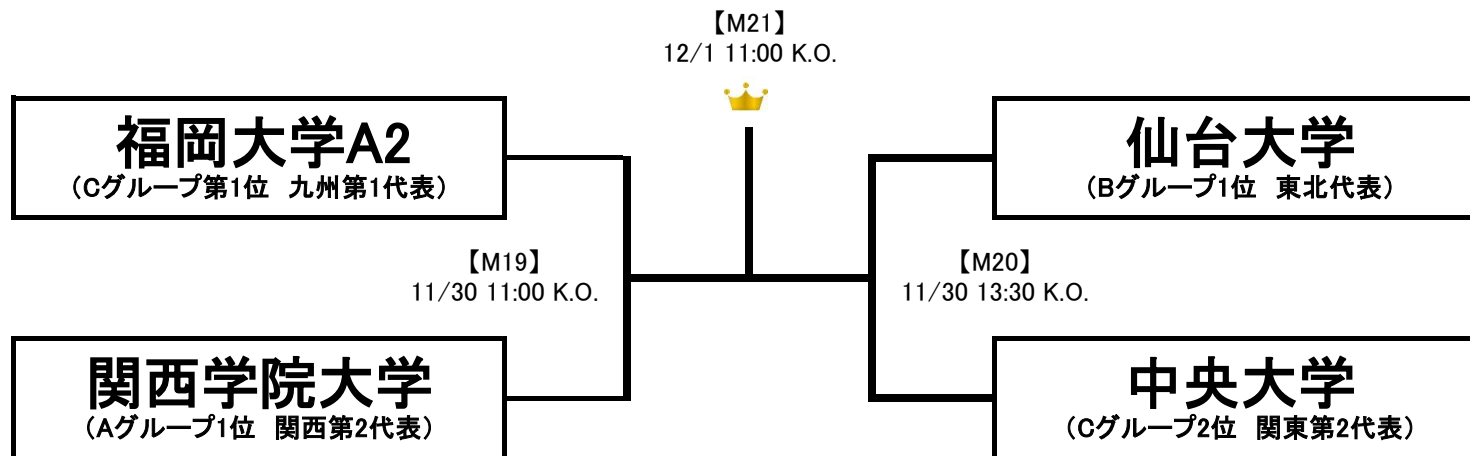 【M21】
12/1 11:00 K.O.
福岡大学A2
（Cグループ第1位　九州第1代表）
仙台大学
（Bグループ1位　東北代表）
【M19】
11/30 11:00 K.O.
【M20】
11/30 13:30 K.O.
関西学院大学
（Aグループ1位　関西第2代表）
中央大学
（Cグループ2位　関東第2代表）